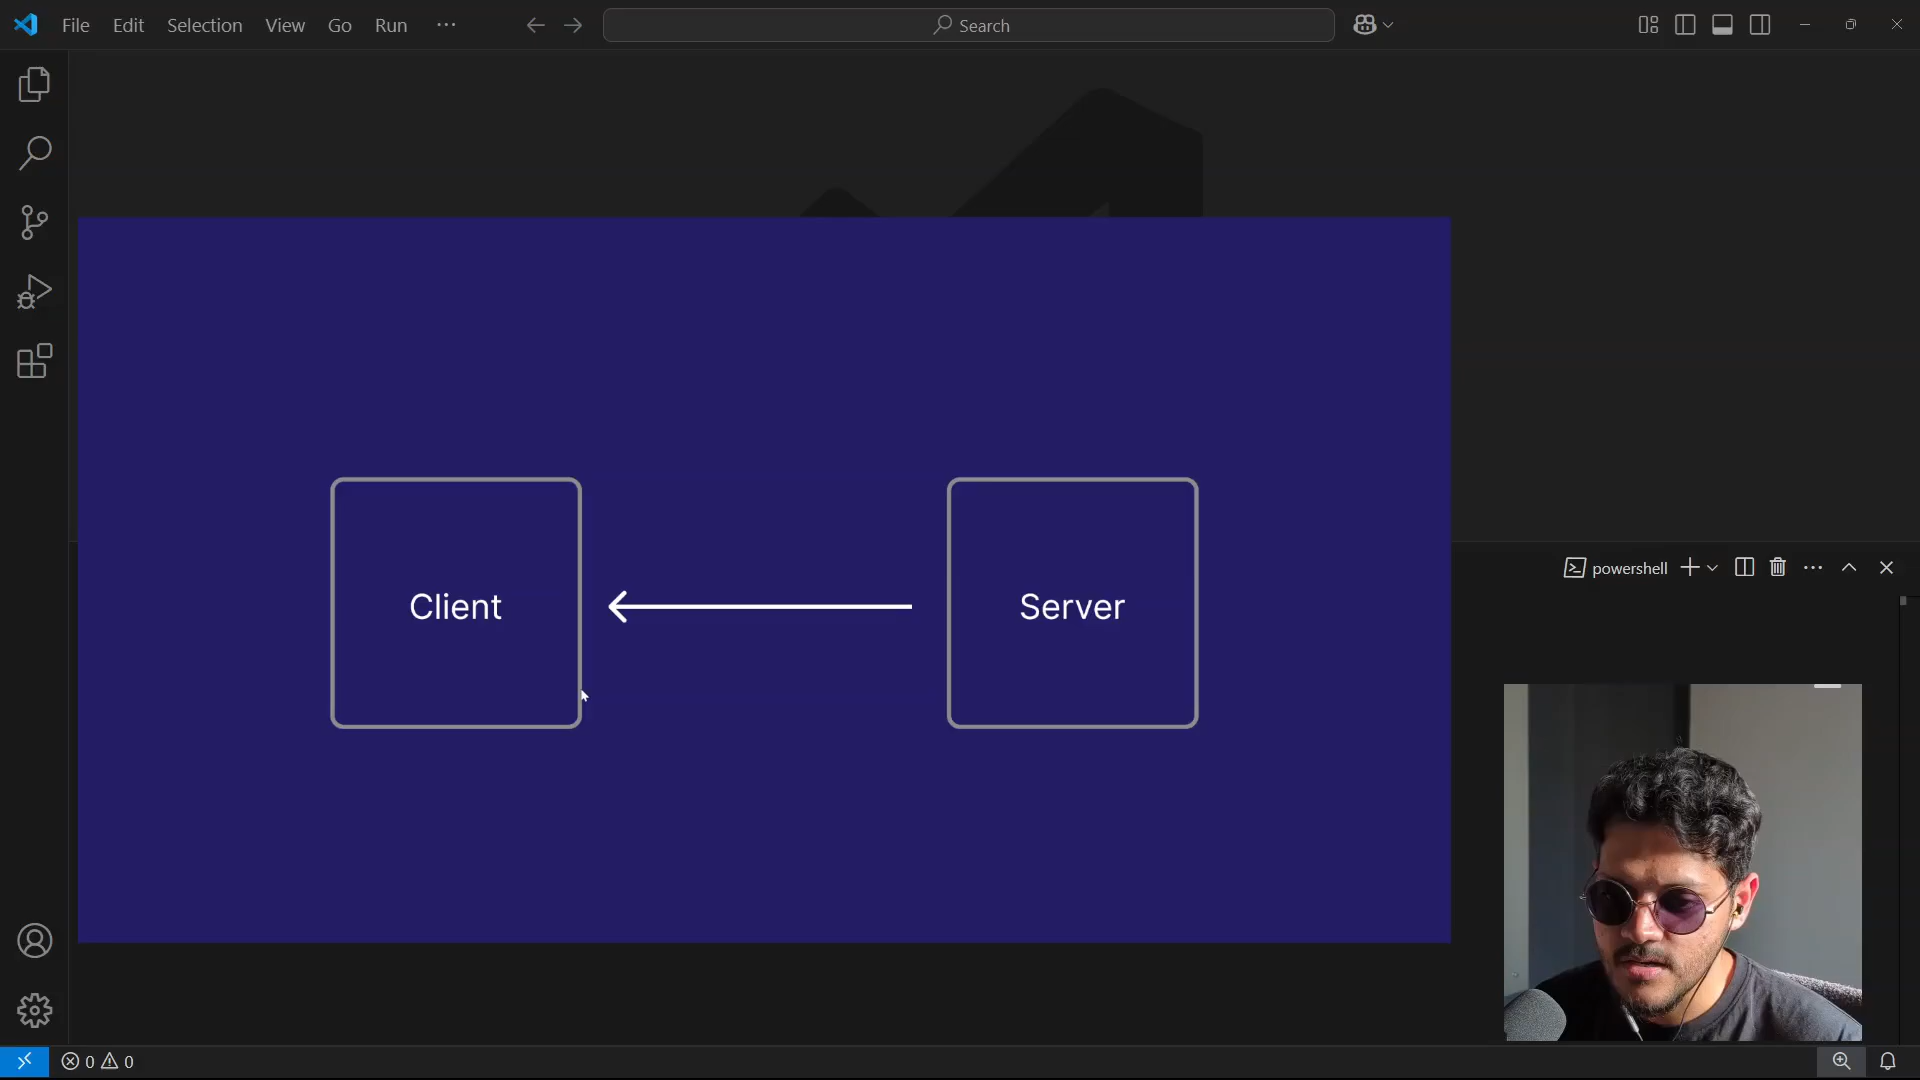 File Edit Selection View Go Run ...
Search
Client
Server
powershell
0 0